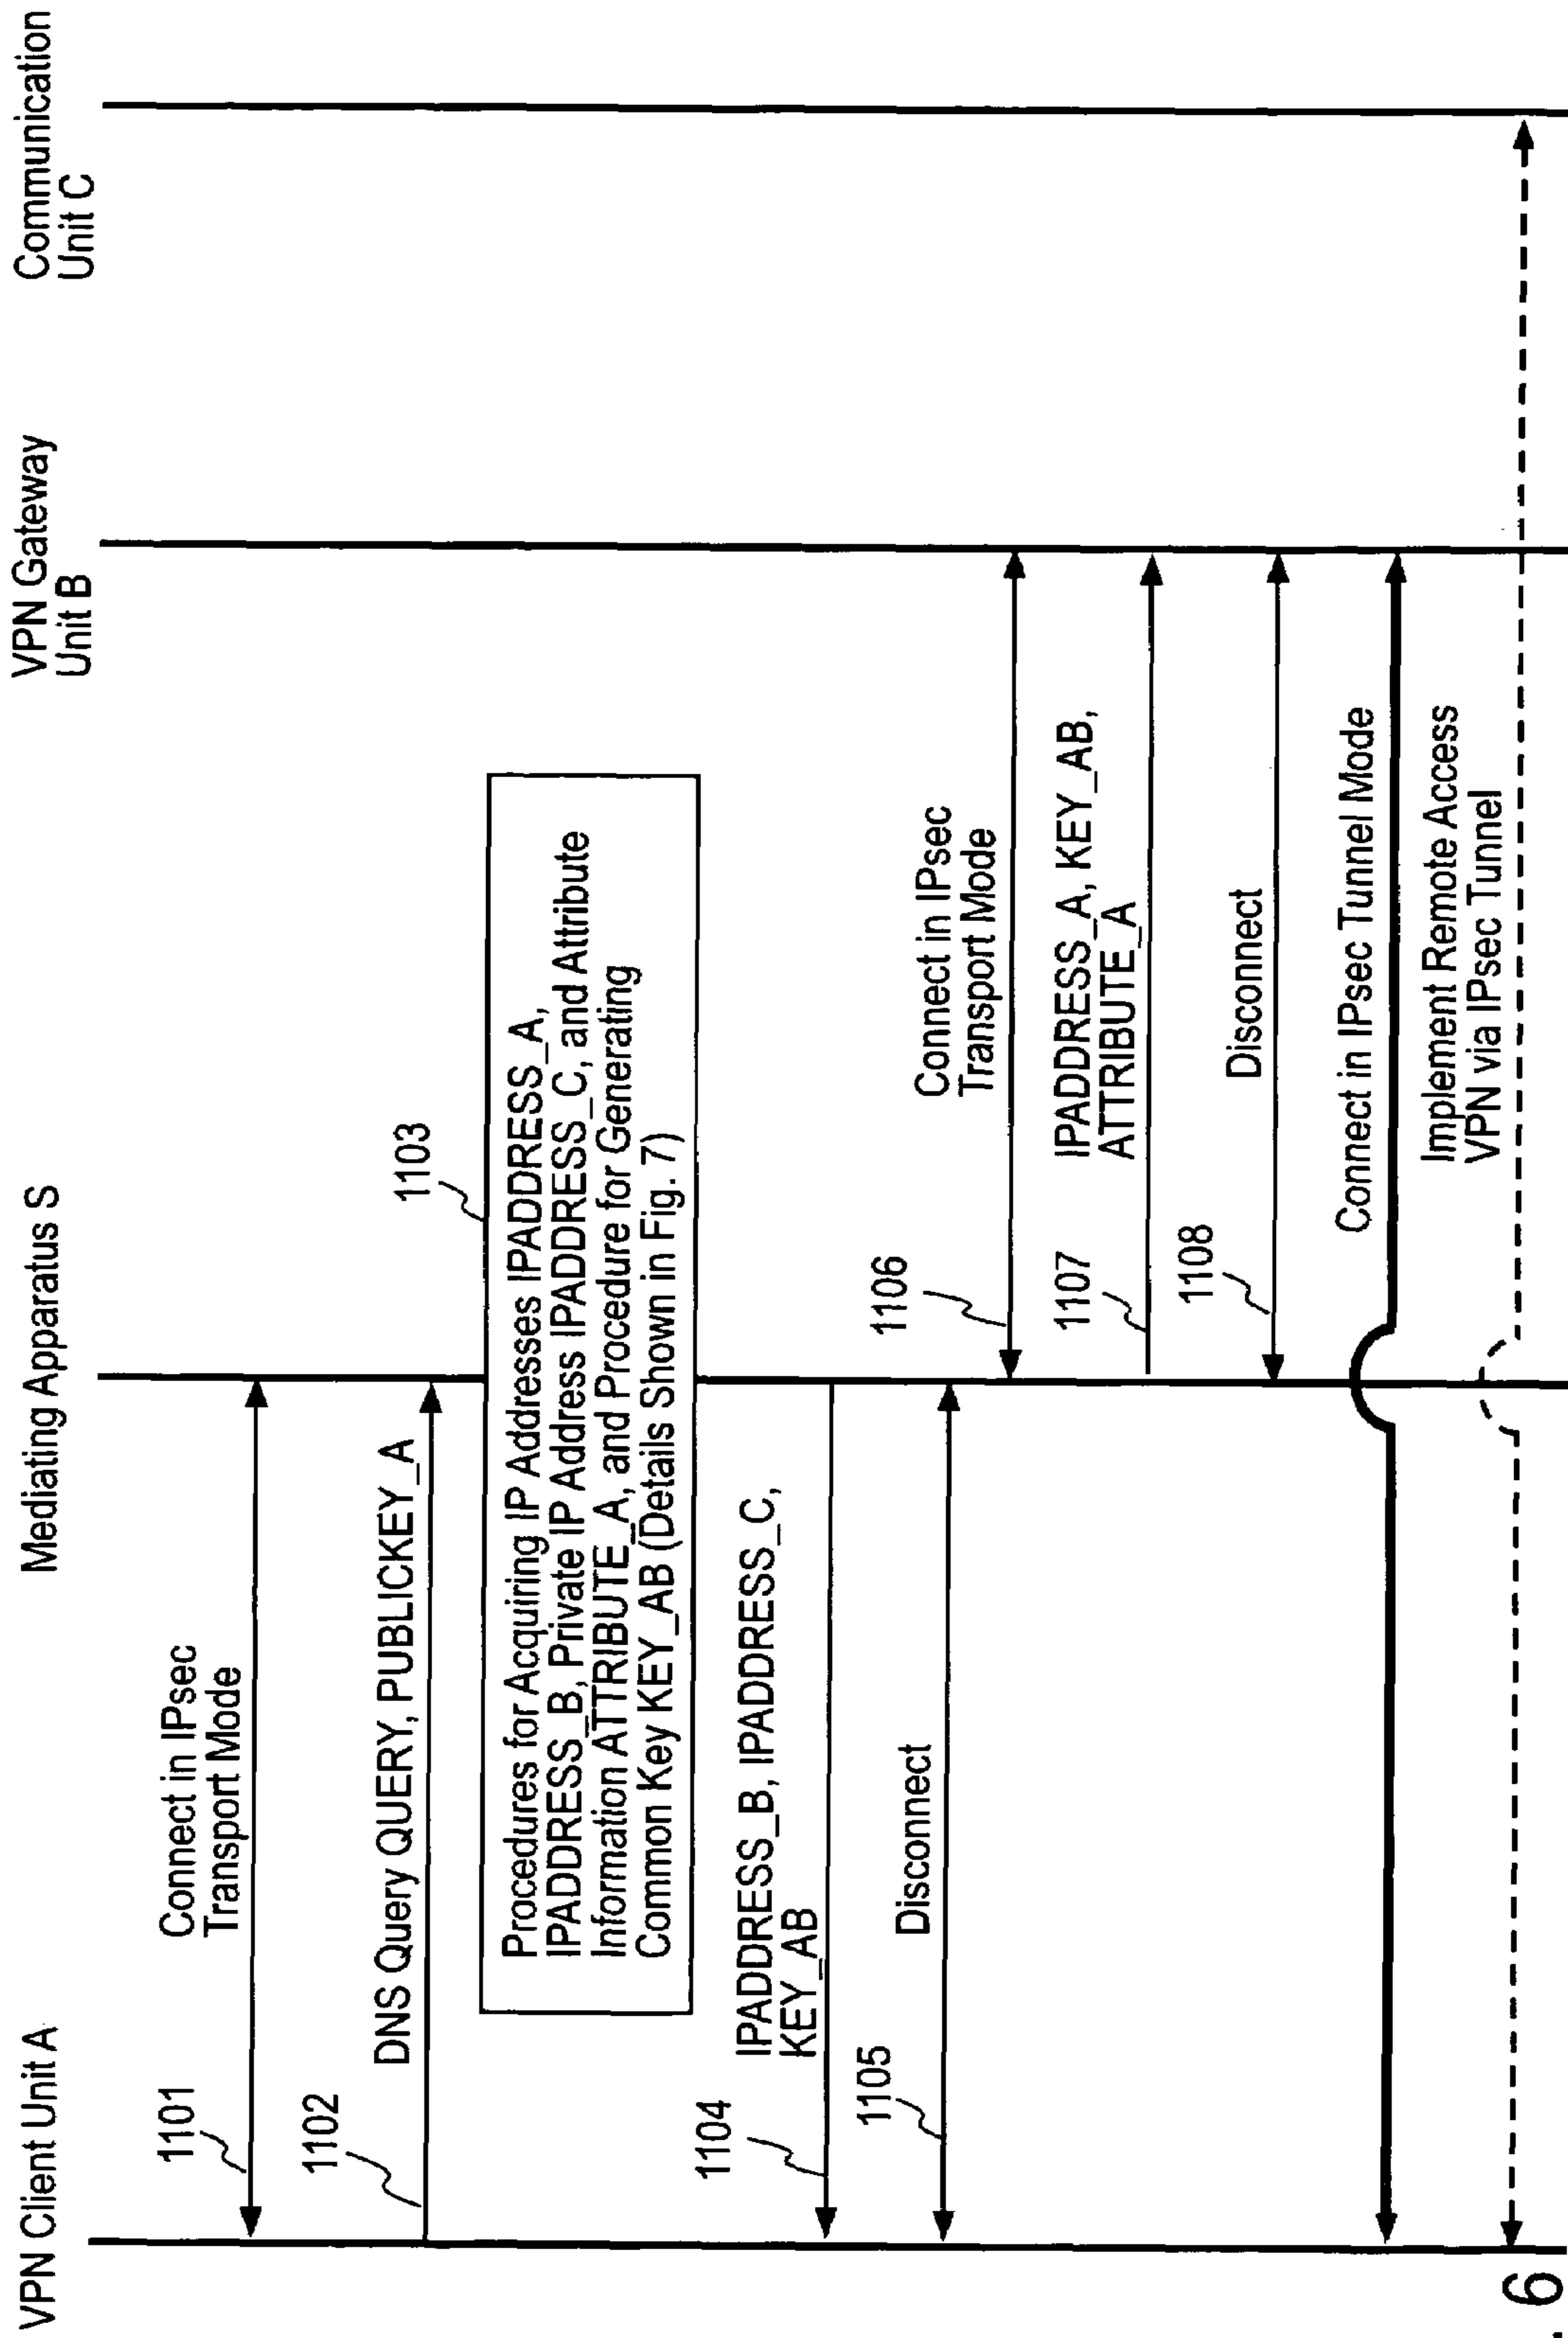 VPN Client Unit A
Mediating Apparatus S
VPN Gateway
Unit B
Communication
Unit C
1101
Connect in IPsec
Transport Mode
1102
DNS Query QUERY, PUBLICKEY_A
1103
Procedures for Acquiring IP Addresses IPADDRESS_A,
IPADDRESS_B, Private IP Address IPADDRESS_C, and Attribute
Information ATTRIBUTE_A, and Procedure for Generating
Common Key KEY_AB (Details Shown in Fig. 7)
1104
IPADDRESS_B, IPADDRESS_C,
KEY_AB
1105
Disconnect
1106
Connect in IPsec
Transport Mode
1107
IPADDRESS_A, KEY_AB,
ATTRIBUTE_A
1108
Disconnect
Connect in IPsec Tunnel Mode
Implement Remote Access
VPN via IPsec Tunnel
. 6